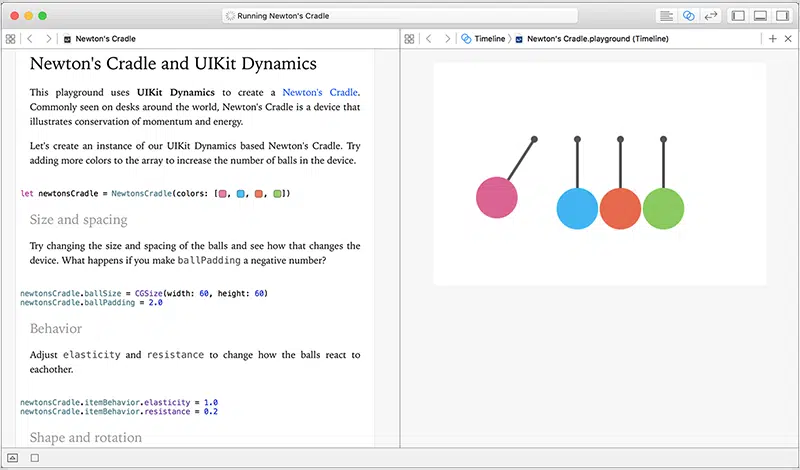 Running Newton's Cradle
Newton's Cradle
Timeline
Newton's Cradle.playground (Timeline)
Newton's Cradle and UIKit Dynamics
This playground uses UIKit Dynamics to create a Newton's Cradle.
Commonly seen on desks around the world, Newton's Cradle is a device that
illustrates conservation of momentum and energy.
Let's create an instance of our UIKit Dynamics based Newton's Cradle. Try
adding more colors to the array to increase the number of balls in the device.
let newtonsCradle = NewtonsCradle(colors: [ , , , ])
Size and spacing
Try changing the size and spacing of the balls and see how that changes the
device. What happens if you make ballPadding a negative number?
newtonsCradle.ballSize = CGSize(width: 60, height: 60)
newtonsCradle.ballPadding = 2.0
Behavior
Adjust elasticity and resistance to change how the balls react to
eachother.
newtonsCradle.itemBehavior.elasticity = 1.0
newtonsCradle.itemBehavior.resistance = 0.2
Shape and rotation